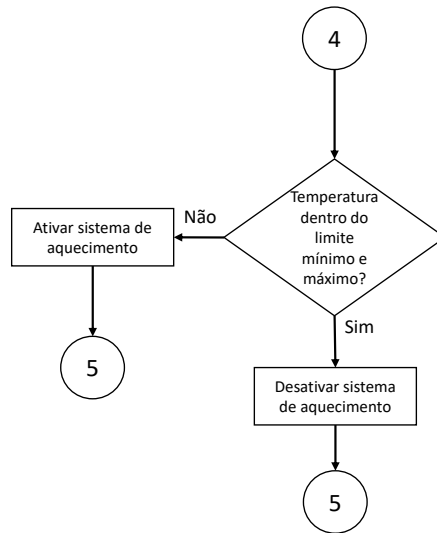 4
Temperatura
dentro do
limite
mínimo e
máximo?
Não
Ativar sistema de
aquecimento
5
Sim
Desativar sistema
de aquecimento
5